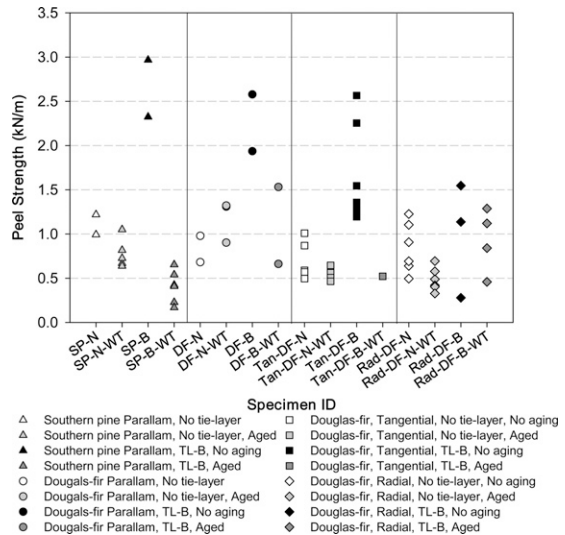 3.5
3.0
2.5
2.0
1.5
1.0
0.5
0.0
Peel Strength (kN/m)
SP-N
SP-N-WT
SP-B
SP-B-WT
DF-N
DF-N-WT
DF-B
DF-B-WT
Tan-DF-N
Tan-DF-N-WT
Tan-DF-B
Tan-DF-B-WT
Rad-DF-N
Rad-DF-N-WT
Rad-DF-B
Rad-DF-B-WT
Specimen ID
Southern pine Parallam, No tie-layer
Southern pine Parallam, No tie-layer, Aged
Southern pine Parallam, TL-B, No aging
Southern pine Parallam, TL-B, Aged
Dougals-fir Parallam, No tie-layer
Dougals-fir Parallam, No tie-layer, Aged
Dougals-fir Parallam, TL-B, No aging
Dougals-fir Parallam, TL-B, Aged
Douglas-fir, Tangential, No tie-layer, No aging
Douglas-fir, Tangential, No tie-layer, Aged
Douglas-fir, Tangential, TL-B, No aging
Douglas-fir, Tangential, TL-B, Aged
Douglas-fir, Radial, No tie-layer, No aging
Douglas-fir, Radial, No tie-layer, Aged
Douglas-fir, Radial, TL-B, No aging
Douglas-fir, Radial, TL-B, Aged